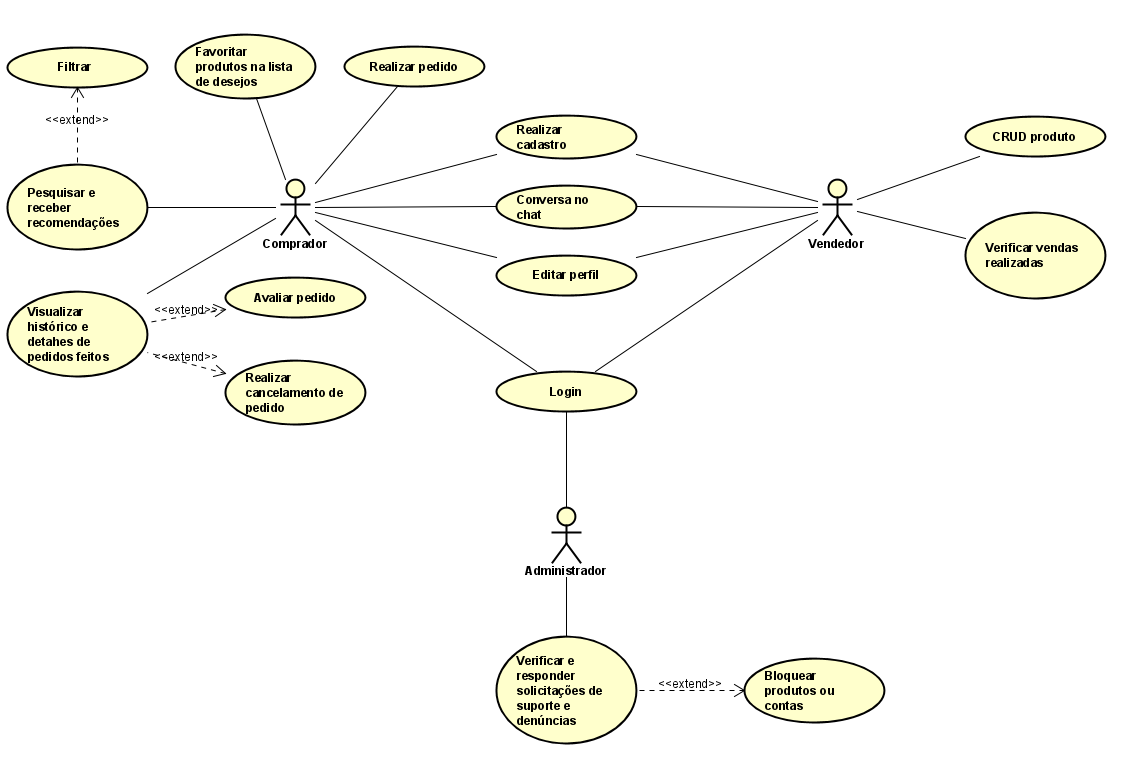 Favoritar
produtos na lista
de desejos
Filtrar
Realizar pedido
<<extend>>
Realizar
cadastro
CRUD produto
Pesquisar e
receber
recomendações
Conversa no
chat
Comprador
Vendedor
Verificar vendas
realizadas
Editar perfil
Visualizar
histórico e
detahes de
pedidos feitos
<<extend>>
Avaliar pedido
<<extend>>
Realizar
cancelamento de
pedido
Login
Administrador
Verificar e
responder
solicitações de
suporte e
denúncias
<<extend>>
Bloquear
produtos ou
contas